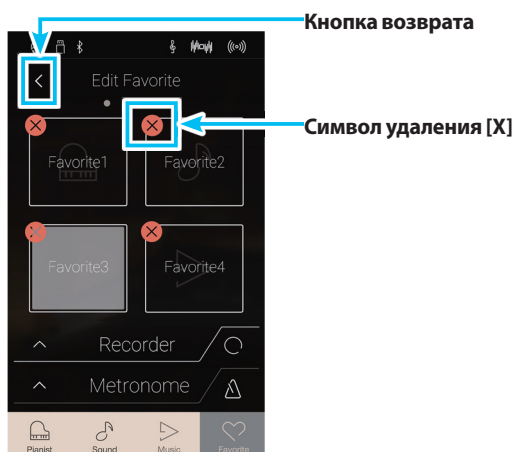 Кнопка возврата
Edit Favorite
Символ удаления [X]
Favorite1
Favorite2
Favorite3
Favorite4
Recorder
Metronome
Pianist Sound Music Favorite